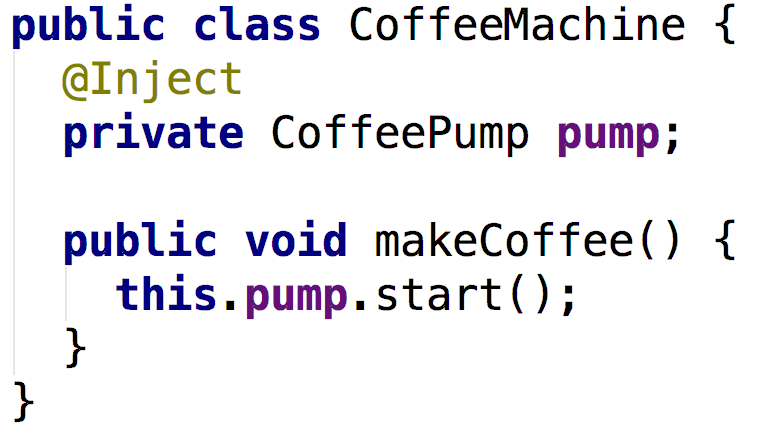 public class CoffeeMachine {
  @Inject
  private CoffeePump pump;

  public void makeCoffee() {
    this.pump.start();
  }
}